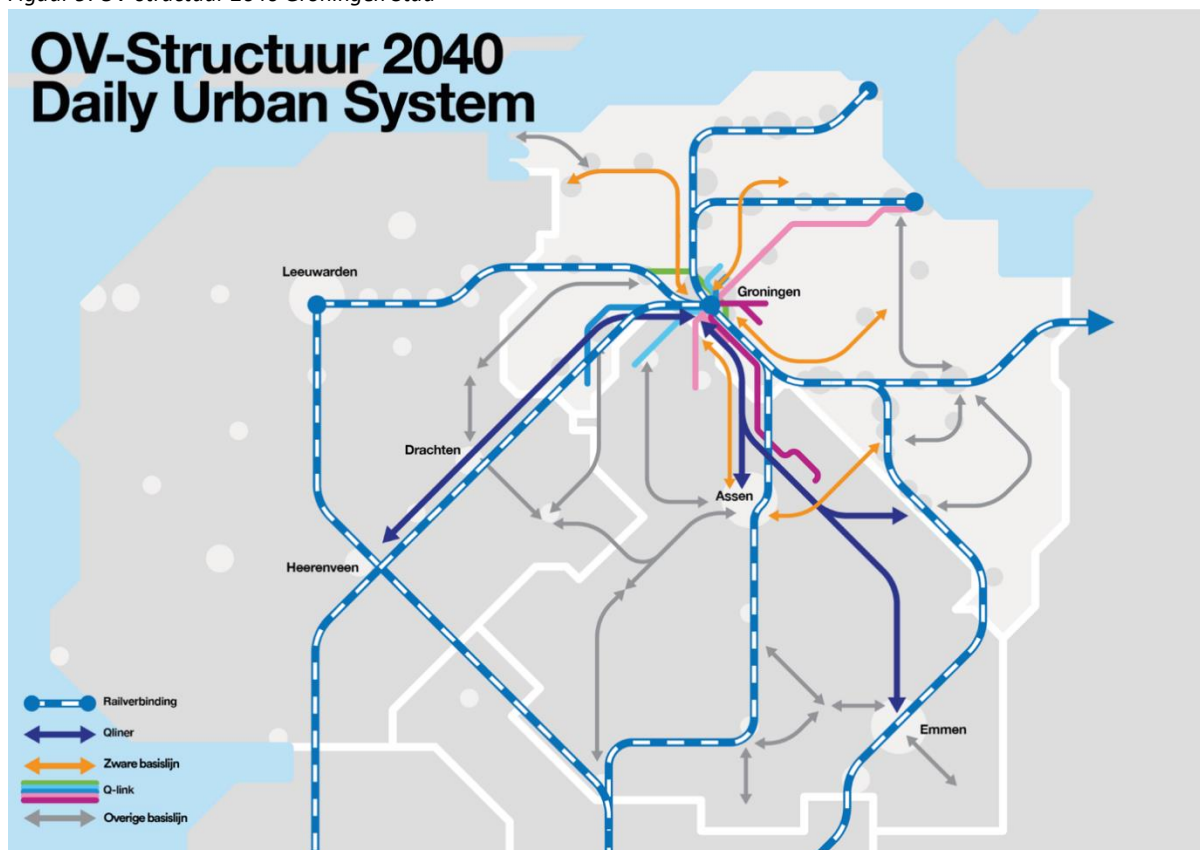 OV-Structuur 2040
Daily Urban System
Leeuwarden
Groningen
Drachten
Assen
Heerenveen
Emmen
Railverbinding
Qliner
Zware basislijn
Q-link
Overige basislijn